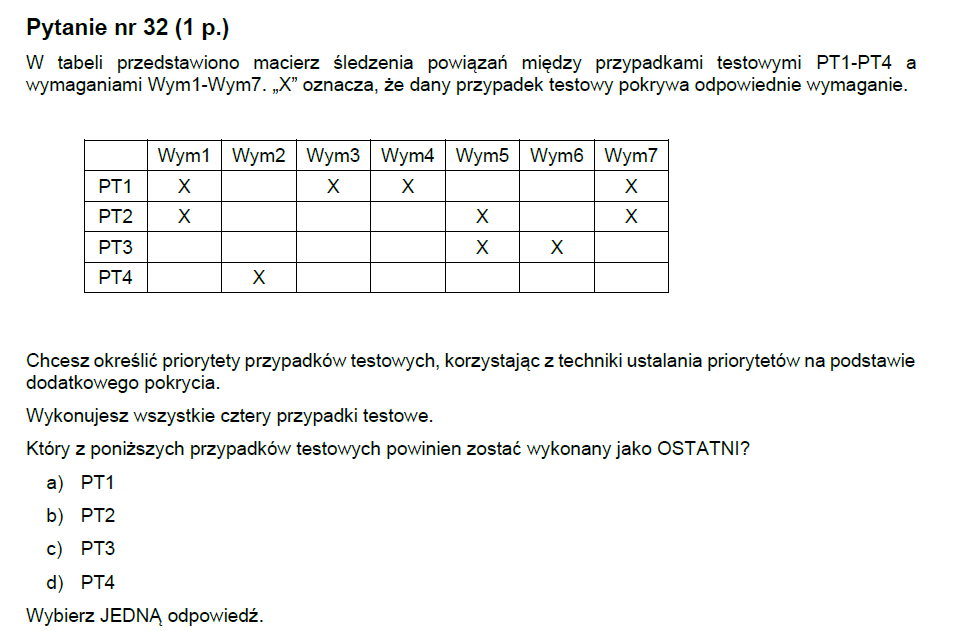 Pytanie nr 32 (1 p.)
W tabeli przedstawiono macierz śledzenia powiązań między przypadkami testowymi PT1-PT4 a
wymaganiami Wym1-Wym7. „X” oznacza, że dany przypadek testowy pokrywa odpowiednie wymaganie.
Wym1 Wym2 Wym3 Wym4 Wym5 Wym6 Wym7
PT1 X X X X
PT2 X X X
PT3 X X
PT4 X
Chcesz określić priorytety przypadków testowych, korzystając z techniki ustalania priorytetów na podstawie
dodatkowego pokrycia.
Wykonujesz wszystkie cztery przypadki testowe.
Który z poniższych przypadków testowych powinien zostać wykonany jako OSTATNI?
a) PT1
b) PT2
c) PT3
d) PT4
Wybierz JEDNĄ odpowiedź.